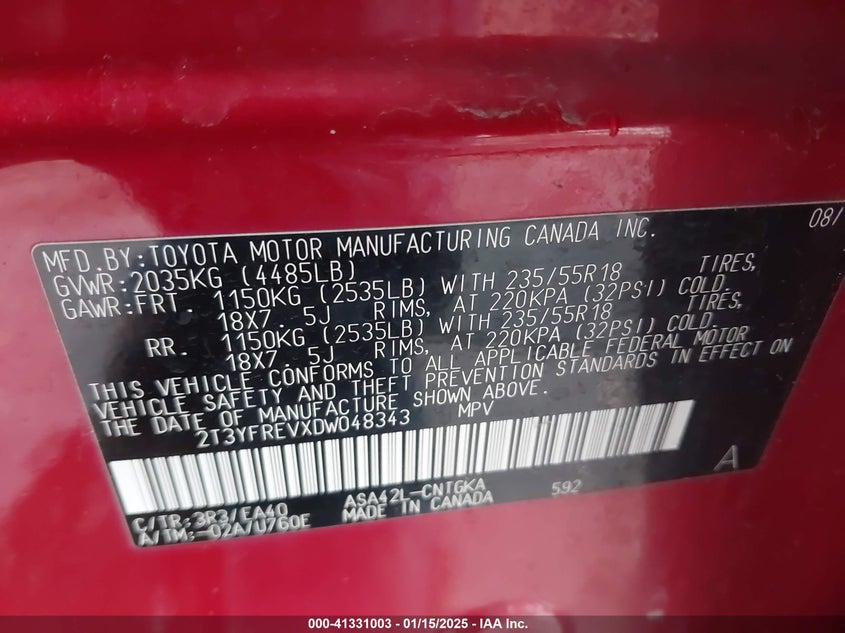 MFD. BY:TOYOTA MOTOR MANUFACTURING CANADA INC. 08/
GVWR:2035KG (4485LB)
GAWR:FRT. 1150KG (2535LB) WITH 235/55R18 TIRES,
18X7. 5J RIMS, AT 220KPA (32PSI) COLD.
RR. 1150KG (2535LB) WITH 235/55R18 TIRES,
18X7. 5J RIMS, AT 220KPA (32PSI) COLD.
THIS VEHICLE CONFORMS TO ALL APPLICABLE FEDERAL MOTOR
VEHICLE SAFETY AND THEFT PREVENTION STANDARDS IN EFFECT ON
THE DATE OF MANUFACTURE SHOWN ABOVE.
2T3YFREVXDW048343 MPV
A
C/TR:3R3/EA40 ASA42L-CNTGKA 592
A/TM:-02A/U760E MADE IN CANADA
000-41331003 - 01/15/2025 - IAA Inc.